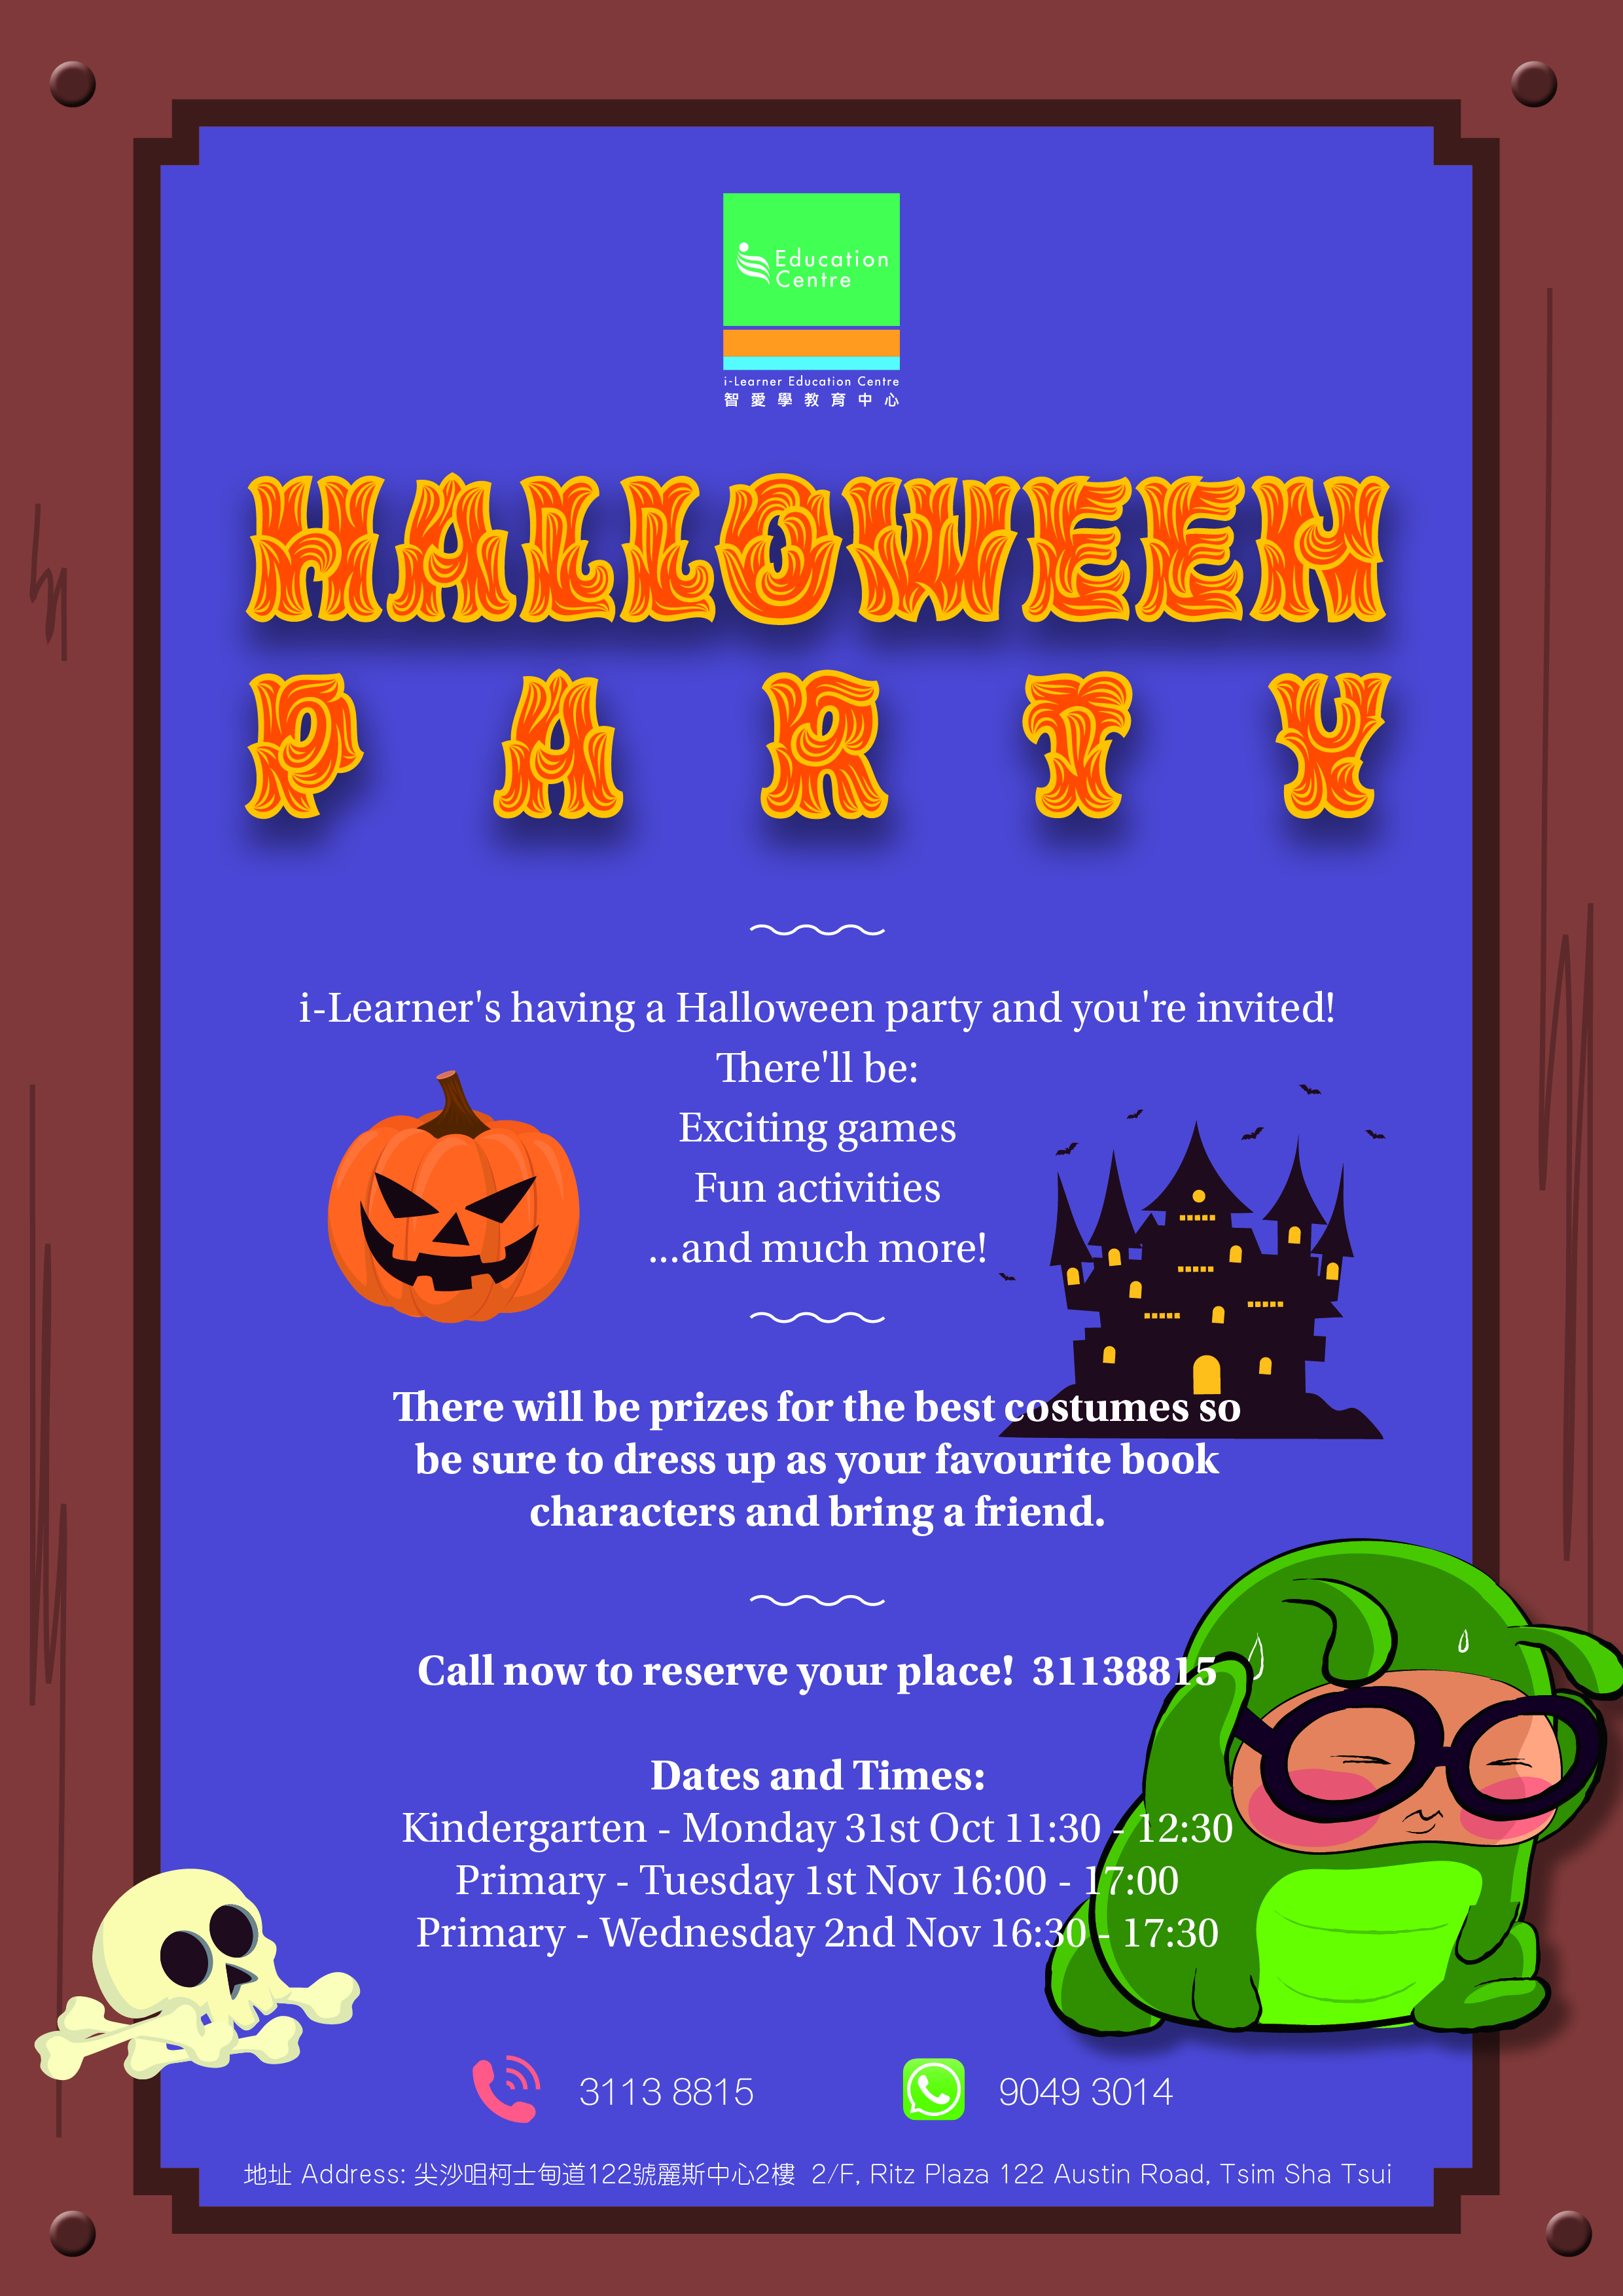 Education
Centre
i-Learner Education Centre
智愛學教育中心
HALLOWEEN
PARTY
i-Learner's having a Halloween party and you're invited!
There'll be:
Exciting games
Fun activities
...and much more!
There will be prizes for the best costumes so
be sure to dress up as your favourite book
characters and bring a friend.
Call now to reserve your place!  31138815
Dates and Times:
Kindergarten - Monday 31st Oct 11:30 - 12:30
Primary - Tuesday 1st Nov 16:00 - 17:00
Primary - Wednesday 2nd Nov 16:30 - 17:30
3113 8815
9049 3014
地址 Address: 尖沙咀柯士甸道122號麗斯中心2樓  2/F, Ritz Plaza 122 Austin Road, Tsim Sha Tsui